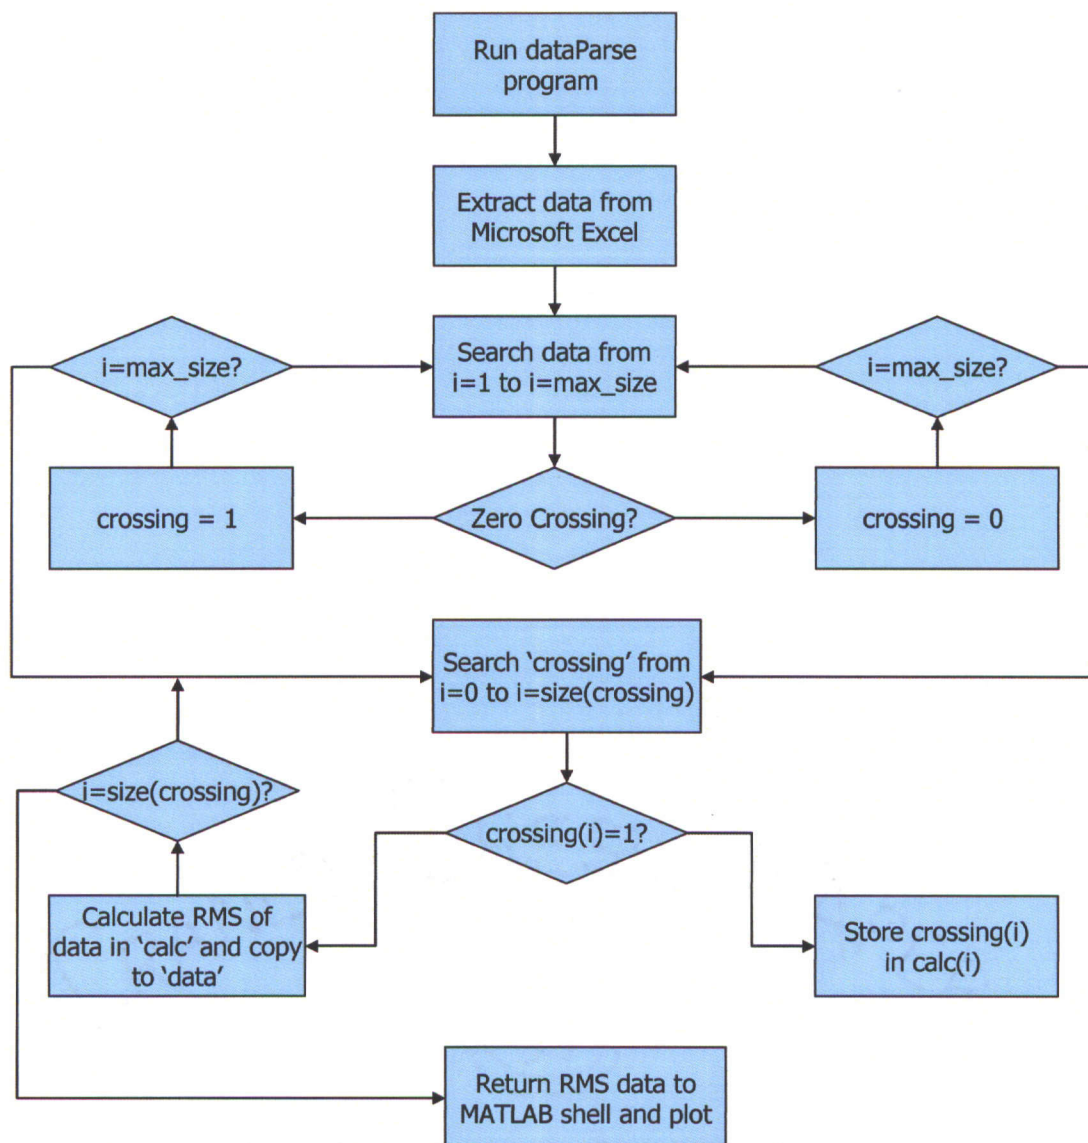 Run dataParse
program
Extract data from
Microsoft Excel
i=max_size?
Search data from
i=1 to i=max_size
i=max_size?
crossing = 1
Zero Crossing?
crossing = 0
Search ‘crossing’ from
i=0 to i=size(crossing)
i=size(crossing)?
crossing(i)=1?
Calculate RMS of
data in ‘calc’ and copy
to ‘data’
Store crossing(i)
in calc(i)
Return RMS data to
MATLAB shell and plot